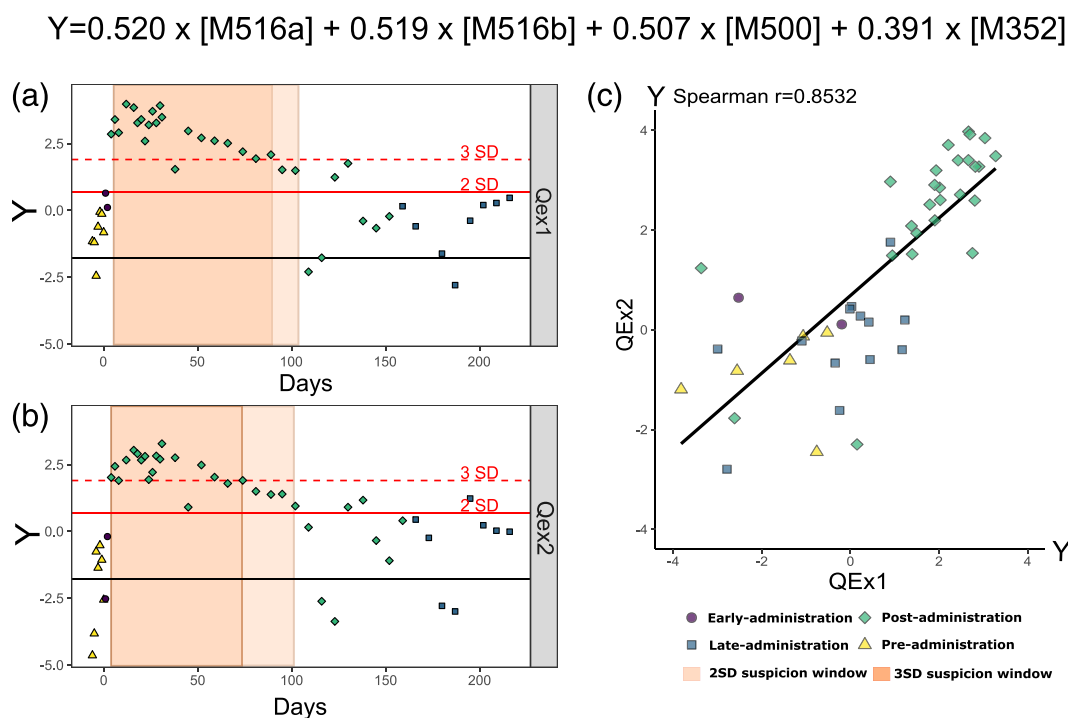 Y=0.520 x [M516a] + 0.519 x [M516b] + 0.507 x [M500] + 0.391 x [M352]
(a)
Y
2.5
0.0
-2.5
-5.0
3 SD
2 SD
Qex1
0 50 100 150 200
Days
(b)
Y
2.5
0.0
-2.5
-5.0
3 SD
2 SD
Qex2
0 50 100 150 200
Days
(c)
Y Spearman r=0.8532
QEx2
4
2
0
-2
-4
-4 -2 0 2 4
QEx1 Y
Early-administration Post-administration
Late-administration Pre-administration
2SD suspicion window 3SD suspicion window